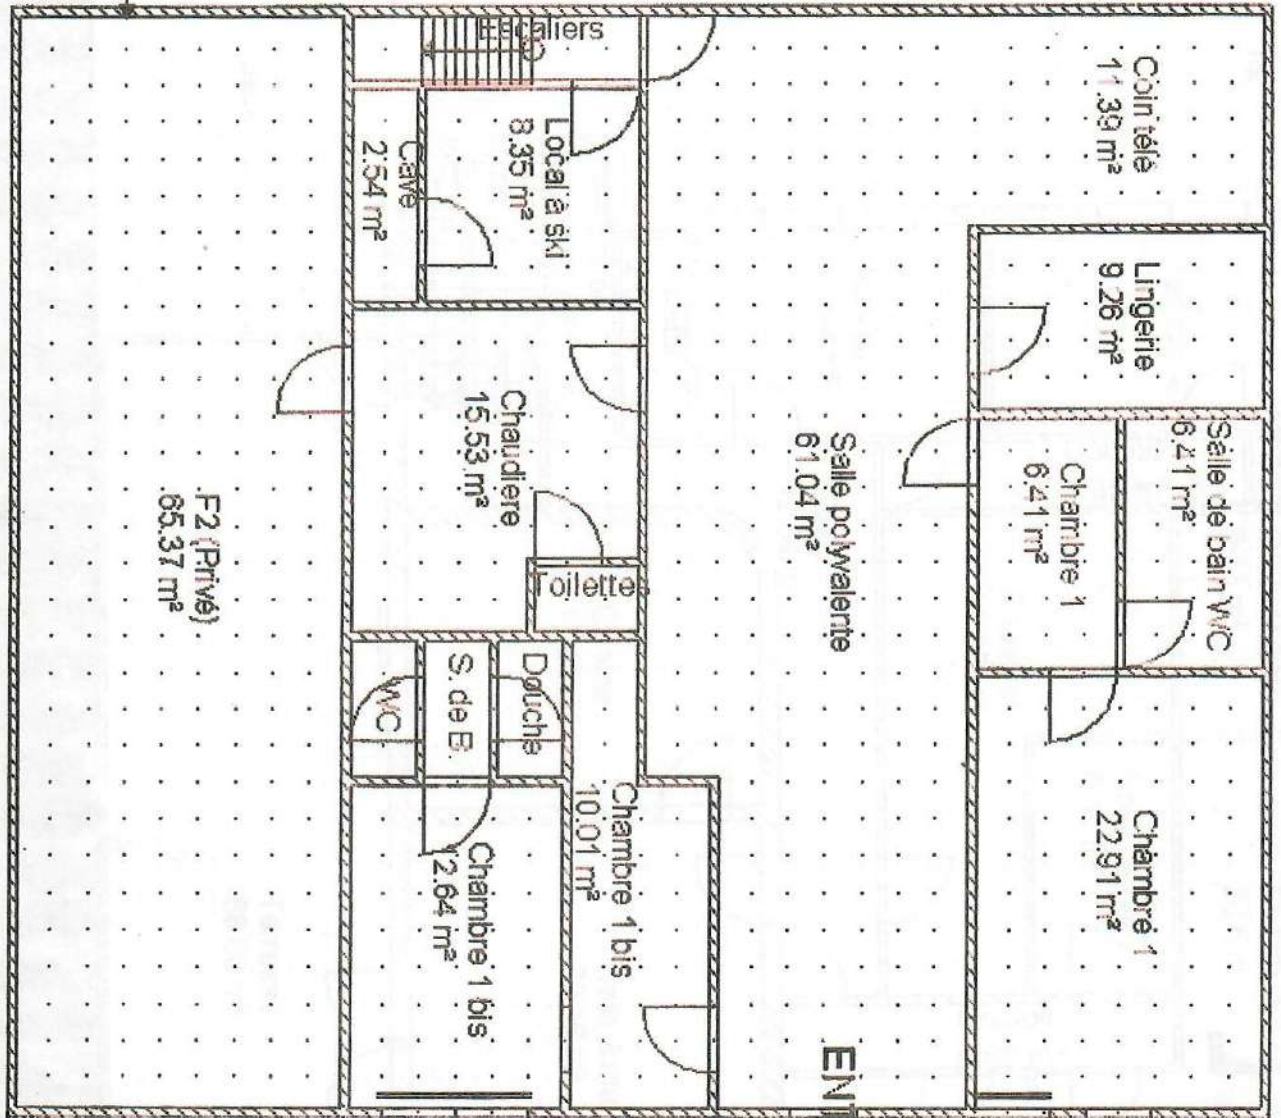 Escaliers
Coin télé
11.39 m²
Local à ski
8.35 m²
Cave
2.54 m²
Lingerie
9.26 m²
Salle de bain WC
6.41 m²
Chambre 1
6.41 m²
Salle polyvalente
61.04 m²
Chaudiere
15.53 m²
Toilettes
F2 (Privé)
65.37 m²
Douche
S. de B.
WC
Chambre 1
22.91 m²
Chambre 1 bis
10.01 m²
Chambre 1 bis
12.64 m²
ENT